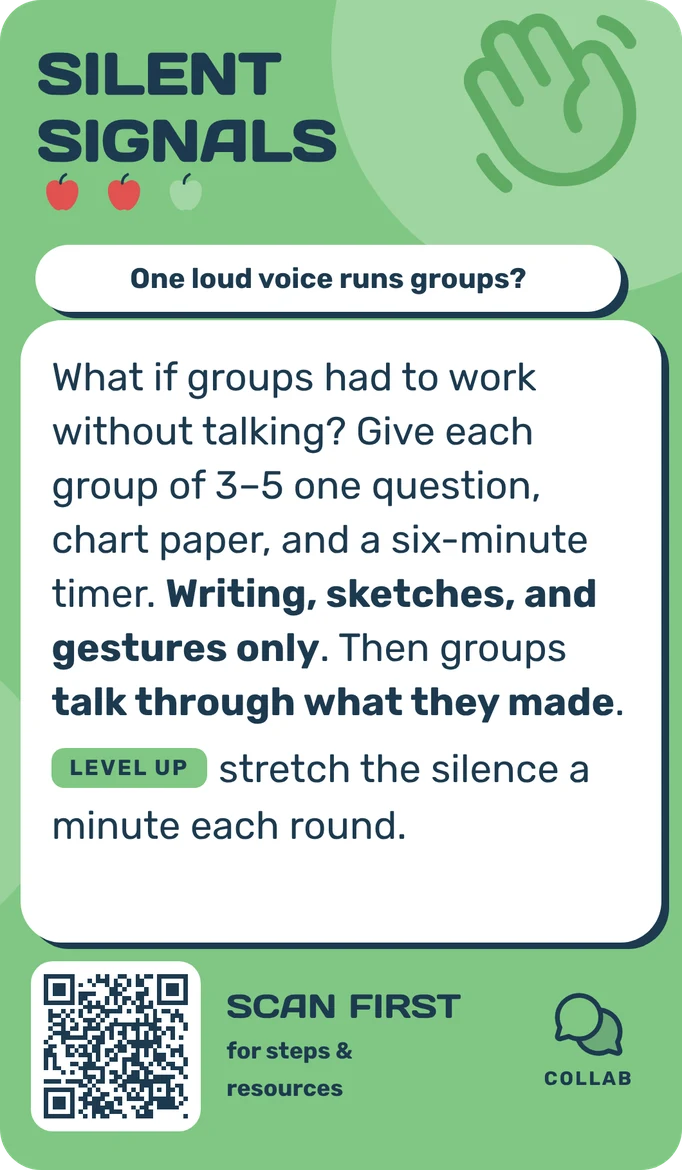 SILENT
SIGNALS
One loud voice runs groups?
What if groups had to work
without talking? Give each
group of 3–5 one question,
chart paper, and a six-minute
timer. Writing, sketches, and
gestures only. Then groups
talk through what they made.
LEVEL UP stretch the silence a
minute each round.
SCAN FIRST
for steps &
resources
COLLAB